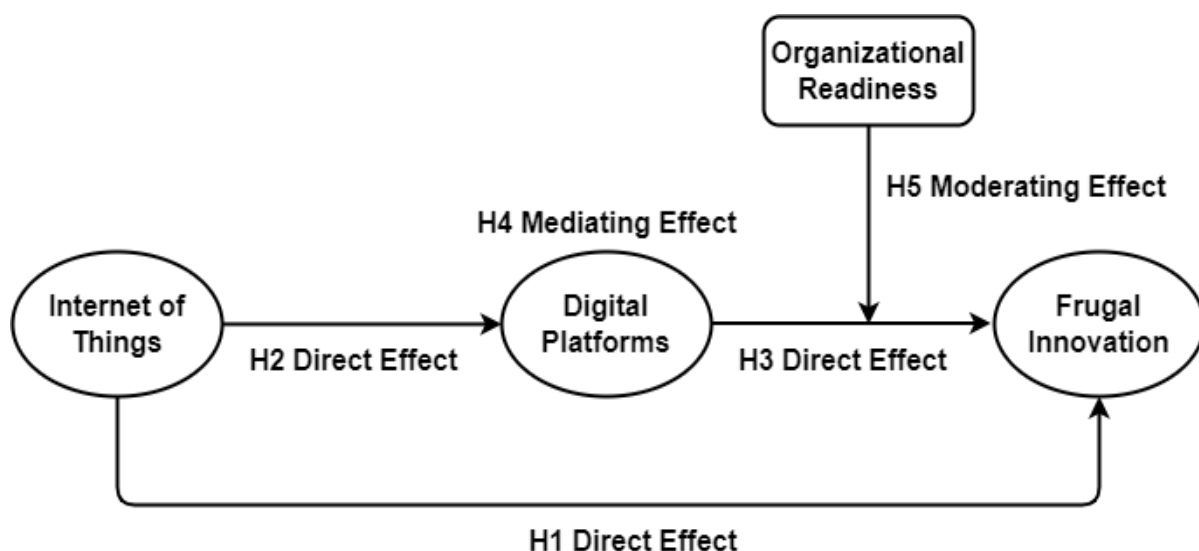 Organizational
Readiness
H5 Moderating Effect
H4 Mediating Effect
Internet of
Things
Digital
Platforms
Frugal
Innovation
H2 Direct Effect
H3 Direct Effect
H1 Direct Effect